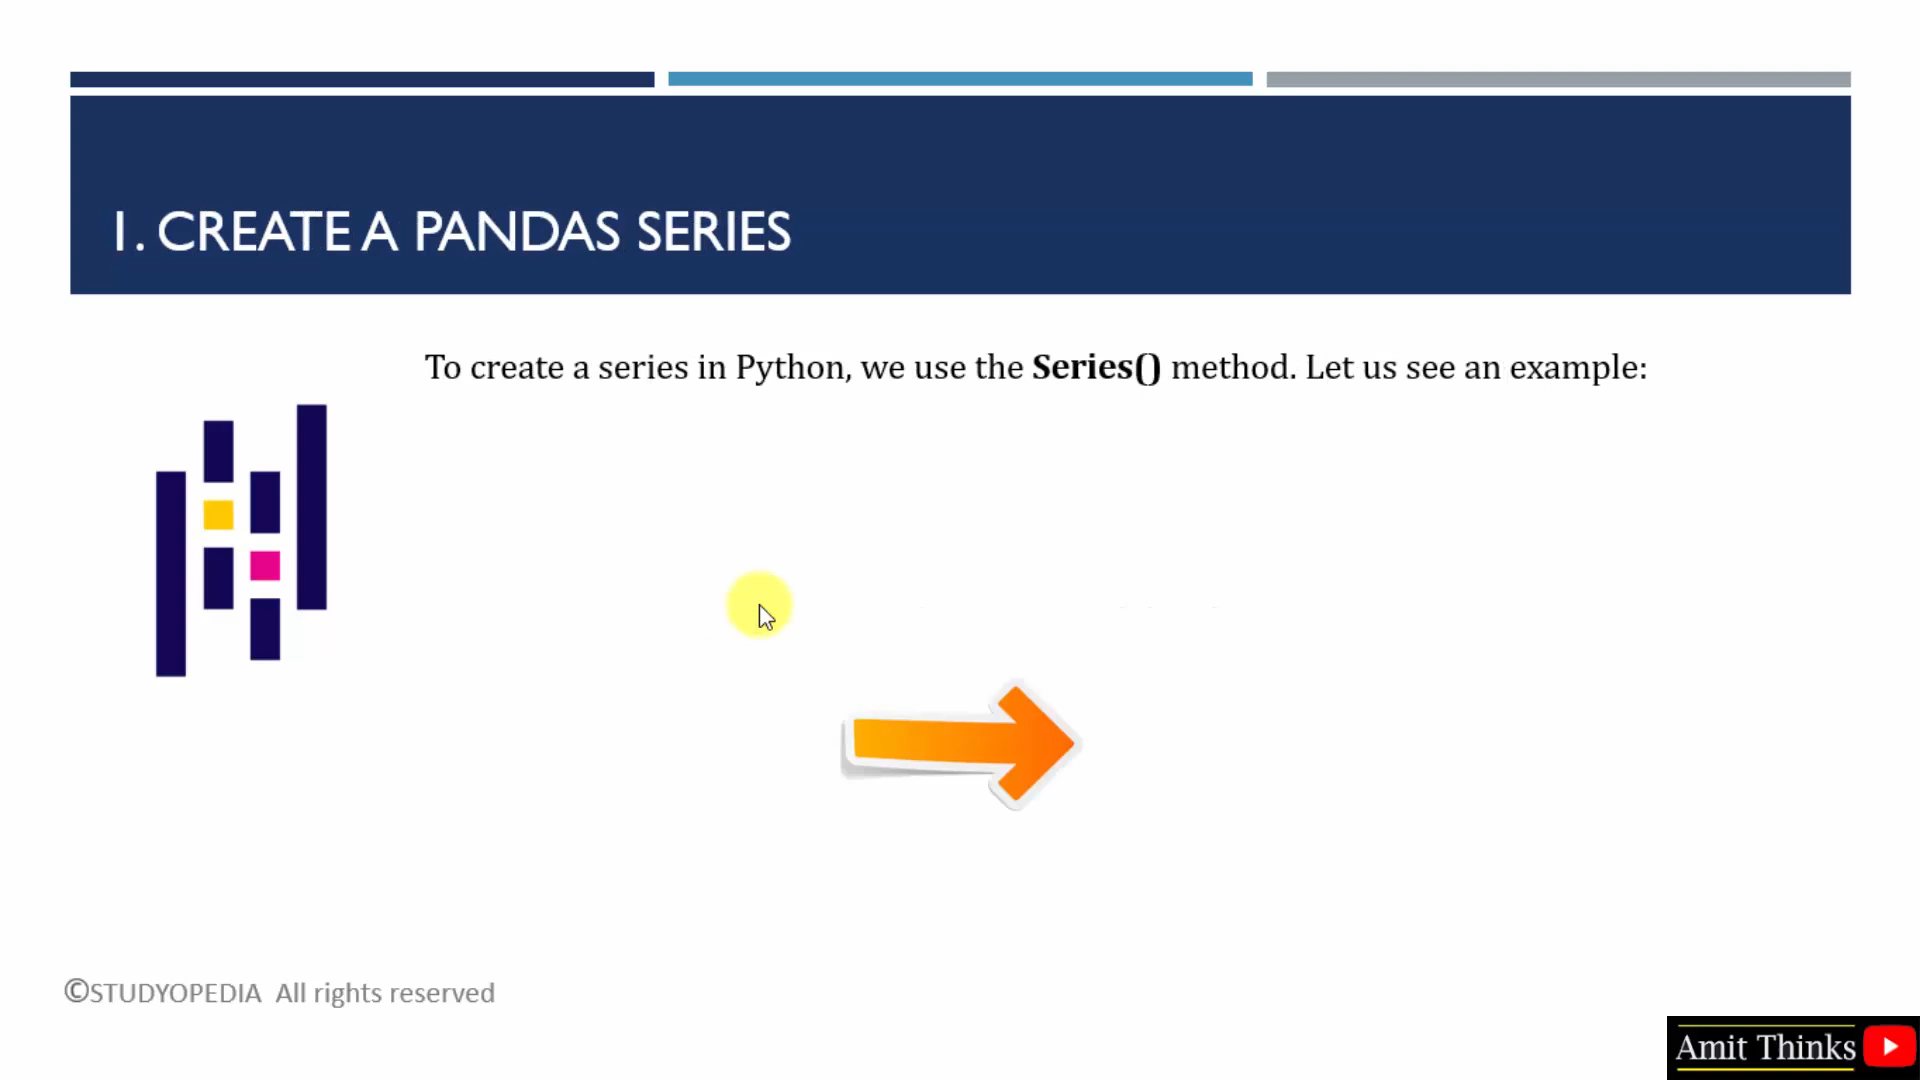 1. CREATE A PANDAS SERIES
To create a series in Python, we use the Series() method. Let us see an example:
©STUDYOPEDIA All rights reserved
Amit Thinks